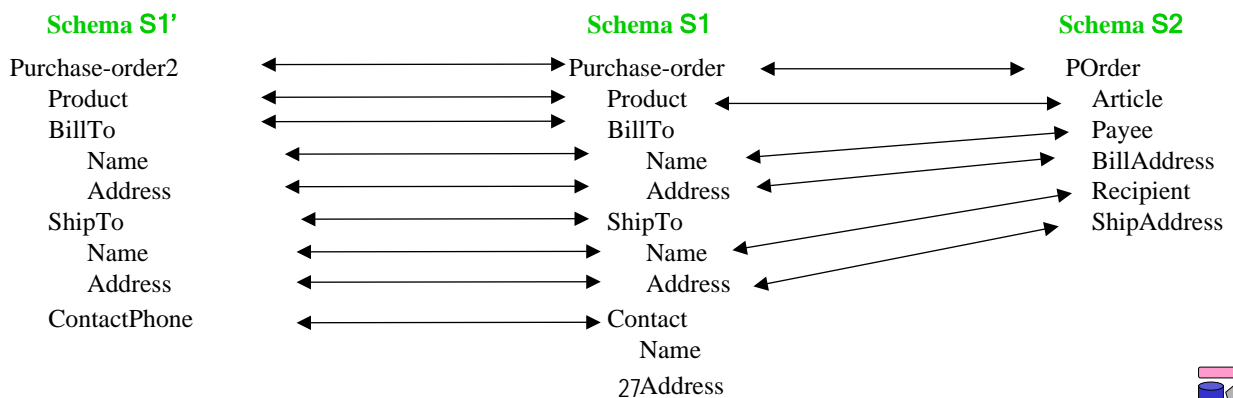 Schema S1’ Schema S1 Schema S2
Purchase-order2 Purchase-order POrder
Product Product Article
BillTo BillTo Payee
Name Name BillAddress
Address Address Recipient
ShipTo ShipTo ShipAddress
Name Name
Address Address
ContactPhone Contact
Name
27Address